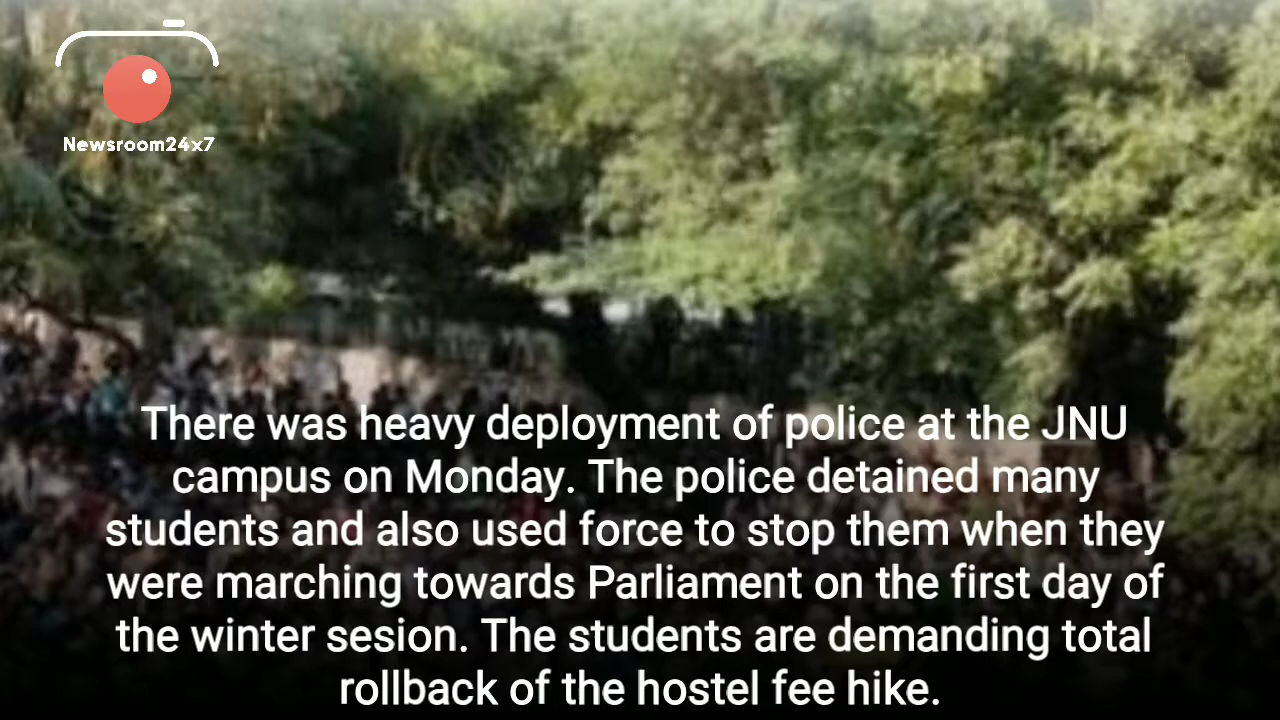 Newsroom24x7
There was heavy deployment of police at the JNU
campus on Monday. The police detained many
students and also used force to stop them when they
were marching towards Parliament on the first day of
the winter sesion. The students are demanding total
rollback of the hostel fee hike.